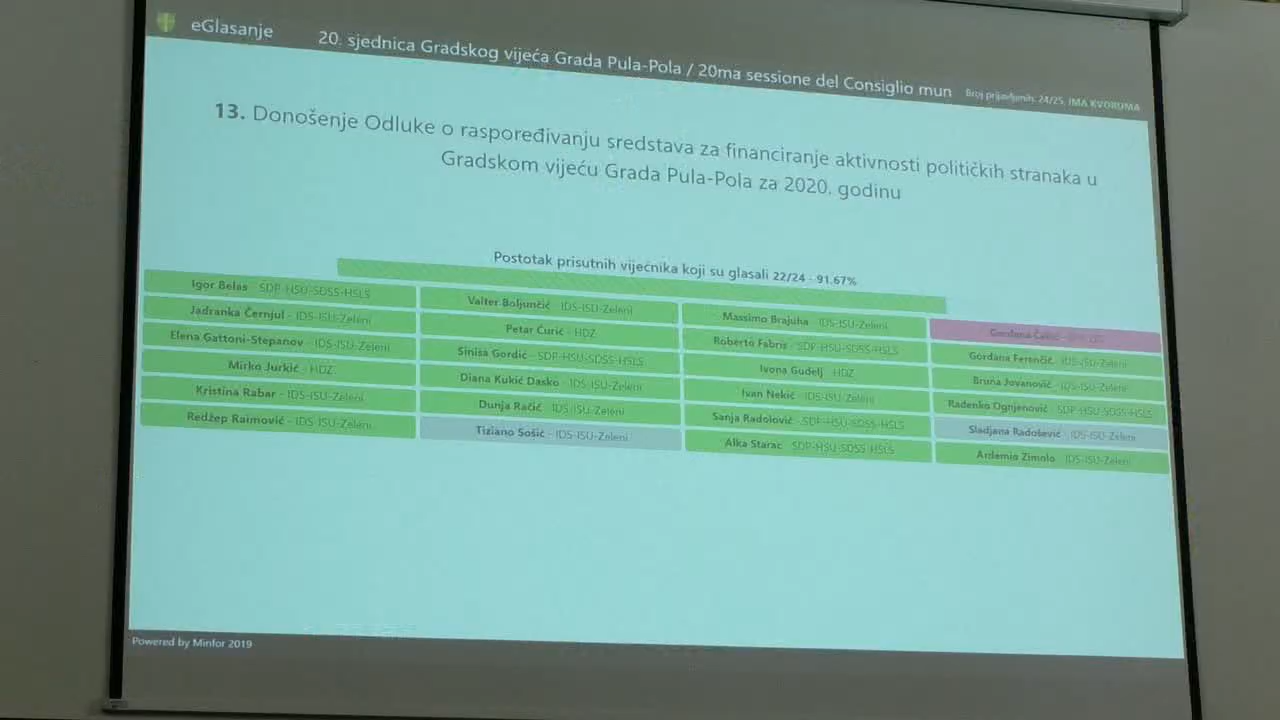 eGlasanje
20. sjednica Gradskog vijeća Grada Pula-Pola / 20ma sessione del Consiglio mun
Broj prijavljenih: 24/25. IMA KVORUMA
13. Donošenje Odluke o raspoređivanju sredstava za financiranje aktivnosti političkih stranaka u
Gradskom vijeću Grada Pula-Pola za 2020. godinu
Postotak prisutnih vijećnika koji su glasali 22/24 - 91.67%
Igor Belas - SDP-HSU-SDSS-HSLS
Valter Boljunčić - IDS-ISU-Zeleni
Massimo Brajuha - IDS-ISU-Zeleni
Gordana
Jadranka Černjul - IDS-ISU-Zeleni
Petar Ćurić - HDZ
Roberto Fabris - SDP-HSU-SDSS-HSLS
Gordana Ferenčić - IDS-ISU-Zeleni
Elena Gattoni-Stepanov - IDS-ISU-Zeleni
Siniša Gordić - SDP-HSU-SDSS-HSLS
Ivona Gudelj - HDZ
Bruna Jovanović - IDS-ISU-Zeleni
Mirko Jurkić - HDZ
Diana Kukić Dasko - IDS-ISU-Zeleni
Ivan Nekić - IDS-ISU-Zeleni
Radenko Ognjenović - SDP-HSU-SDSS-HSLS
Kristina Rabar - IDS-ISU-Zeleni
Dunja Račić - IDS-ISU-Zeleni
Sanja Radolović - SDP-HSU-SDSS-HSLS
Sladjana Radošević - IDS-ISU-Zeleni
Redžep Raimović - IDS-ISU-Zeleni
Tiziano Sošić - IDS-ISU-Zeleni
Alka Starac - SDP-HSU-SDSS-HSLS
Ardemio Zimolo - IDS-ISU-Zeleni
Powered by Minfor 2019